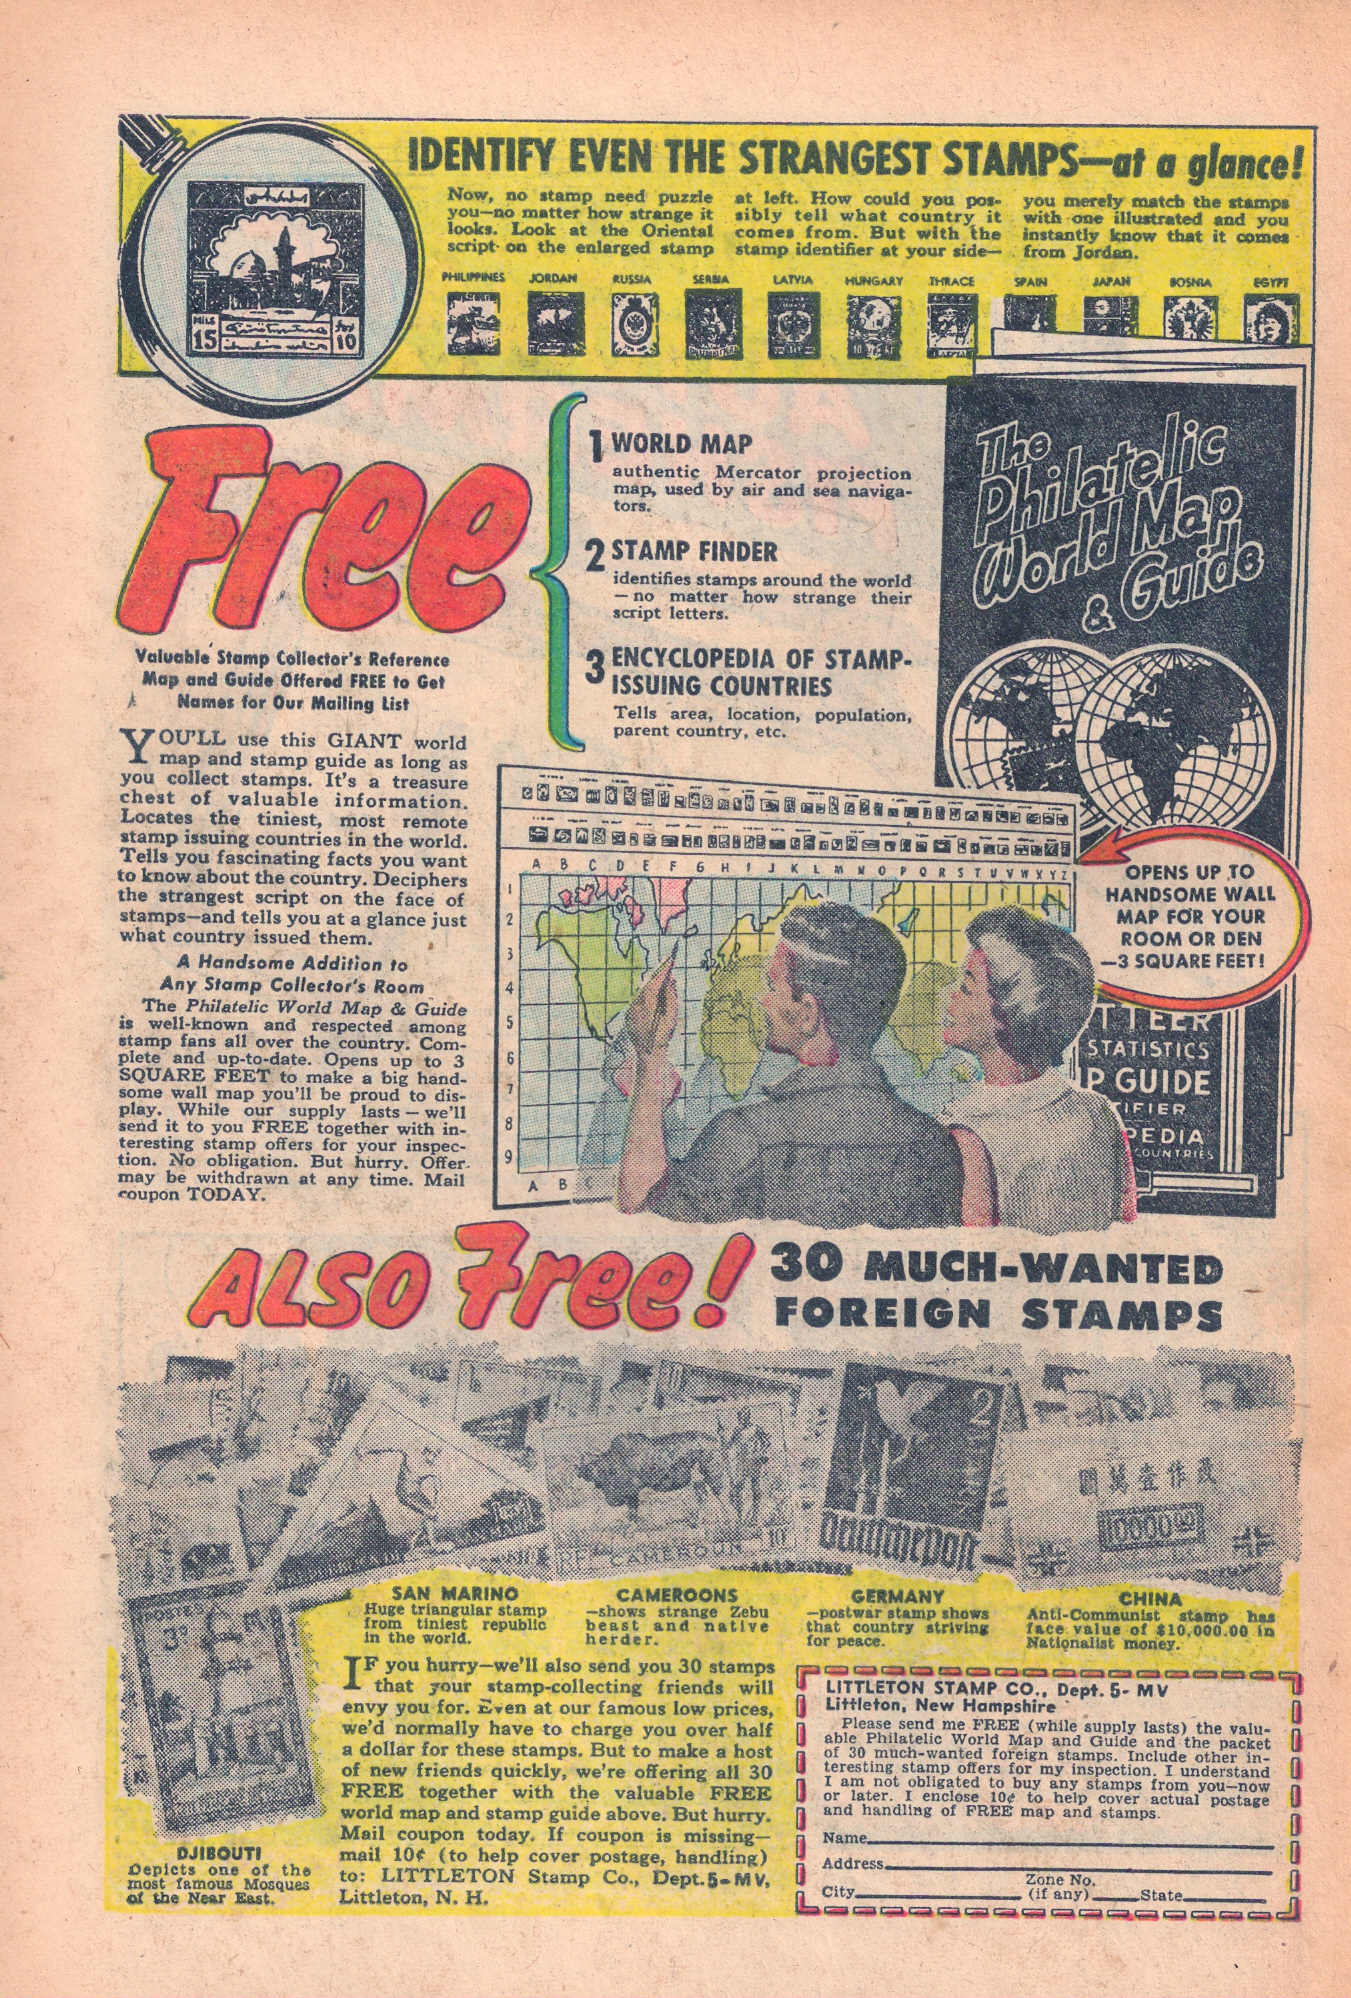 IDENTIFY EVEN THE STRANGEST STAMPS—at a glance!
Now, no stamp need puzzle
you—no matter how strange it
looks. Look at the Oriental
script on the enlarged stamp
at left. How could you pos-
sibly tell what country it
comes from. But with the
stamp identifier at your side—
you merely match the stamps
with one illustrated and you
instantly know that it comes
from Jordan.
MILS
15
10
PHILIPPINES JORDAN RUSSIA SERBIA LATVIA HUNGARY THRACE SPAIN JAPAN BOSNIA EGYPT
Free
1 WORLD MAP
authentic Mercator projection
map, used by air and sea naviga-
tors.
2 STAMP FINDER
identifies stamps around the world
—no matter how strange their
script letters.
3 ENCYCLOPEDIA OF STAMP-
ISSUING COUNTRIES
Tells area, location, population,
parent country, etc.
The
Philatelic
World Map
& Guide
Valuable Stamp Collector's Reference
Map and Guide Offered FREE to Get
Names for Our Mailing List
YOU'LL use this GIANT world
map and stamp guide as long as
you collect stamps. It's a treasure
chest of valuable information.
Locates the tiniest, most remote
stamp issuing countries in the world.
Tells you fascinating facts you want
to know about the country. Deciphers
the strangest script on the face of
stamps—and tells you at a glance just
what country issued them.
A Handsome Addition to
Any Stamp Collector's Room
The Philatelic World Map & Guide
is well-known and respected among
stamp fans all over the country. Com-
plete and up-to-date. Opens up to 3
SQUARE FEET to make a big hand-
some wall map you'll be proud to dis-
play. While our supply lasts — we'll
send it to you FREE together with in-
teresting stamp offers for your inspec-
tion. No obligation. But hurry. Offer
may be withdrawn at any time. Mail
coupon TODAY.
A B C D E F G H I J K L M N O P Q R S T U V W X Y Z
1
2
3
4
5
6
7
8
9
A B C
OPENS UP TO
HANDSOME WALL
MAP FOR YOUR
ROOM OR DEN
—3 SQUARE FEET!
TTEER
STATISTICS
P GUIDE
IFIER
PEDIA
COUNTRIES
ALSO Free!
30 MUCH-WANTED
FOREIGN STAMPS
RF CAMEROUN 10
2
圓萬壹作改
1000000
POSTES
SAN MARINO
Huge triangular stamp
from tiniest republic
in the world.
CAMEROONS
—shows strange Zebu
beast and native
herder.
GERMANY
—postwar stamp shows
that country striving
for peace.
CHINA
Anti-Communist stamp has
face value of $10,000.00 in
Nationalist money.
DJIBOUTI
Depicts one of the
most famous Mosques
of the Near East.
IF you hurry—we'll also send you 30 stamps
that your stamp-collecting friends will
envy you for. Even at our famous low prices,
we'd normally have to charge you over half
a dollar for these stamps. But to make a host
of new friends quickly, we're offering all 30
FREE together with the valuable FREE
world map and stamp guide above. But hurry.
Mail coupon today. If coupon is missing—
mail 10¢ (to help cover postage, handling)
to: LITTLETON Stamp Co., Dept. 5-MV,
Littleton, N. H.
LITTLETON STAMP CO., Dept. 5- MV
Littleton, New Hampshire
Please send me FREE (while supply lasts) the valu-
able Philatelic World Map and Guide and the packet
of 30 much-wanted foreign stamps. Include other in-
teresting stamp offers for my inspection. I understand
I am not obligated to buy any stamps from you—now
or later. I enclose 10¢ to help cover actual postage
and handling of FREE map and stamps.
Name
Address
City Zone No. (if any) State